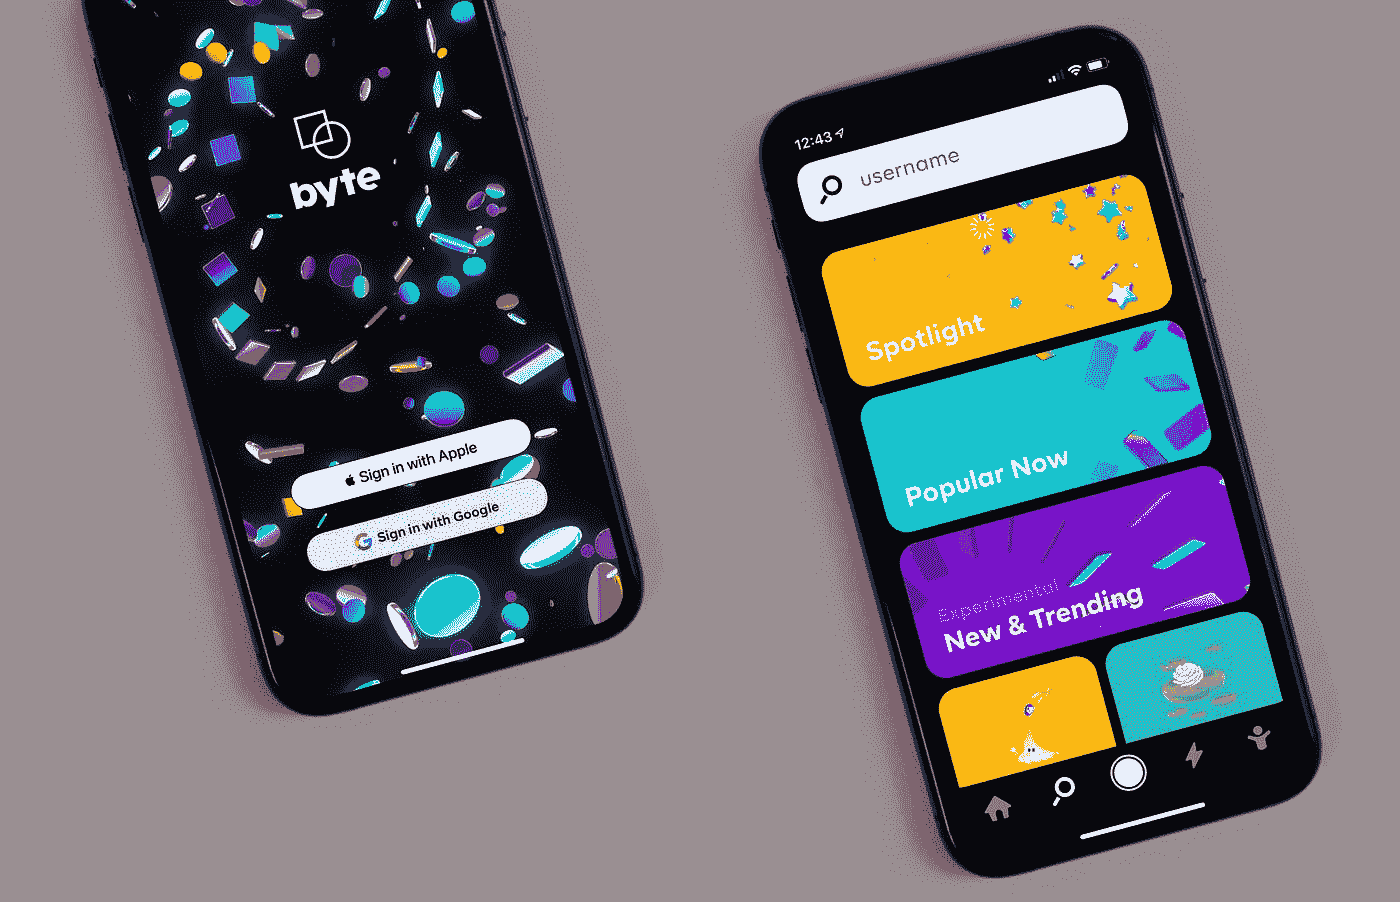 byte
Sign in with Apple
Sign in with Google
12:43
username
Spotlight
Popular Now
Experimental
New & Trending